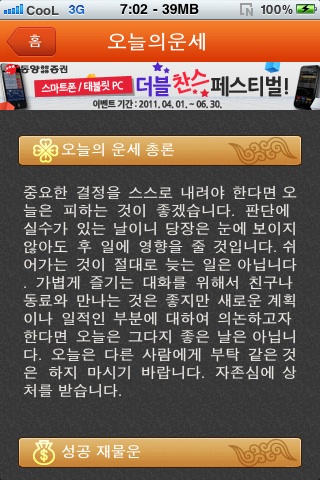 CooL 3G 7:02 - 39MB 100%
홈
오늘의운세
동양종합금융증권
스마트폰 / 태블릿 PC 더블 찬스 페스티벌!
이벤트 기간 : 2011. 04. 01. ~ 06. 30.
오늘의 운세 총론
중요한 결정을 스스로 내려야 한다면 오
늘은 피하는 것이 좋겠습니다. 판단에
실수가 있는 날이니 당장은 눈에 보이지
않아도 후 일에 영향을 줄 것입니다. 쉬
어가는 것이 절대로 늦는 일은 아닙니다
. 가볍게 즐기는 대화를 위해서 친구나
동료와 만나는 것은 좋지만 새로운 계획
이나 일적인 부분에 대하여 의논하고자
한다면 오늘은 그다지 좋은 날은 아닙니
다. 오늘은 다른 사람에게 부탁 같은것
은 하지 마시기 바랍니다. 자존심에 상
처를 받습니다.
성공 재물운